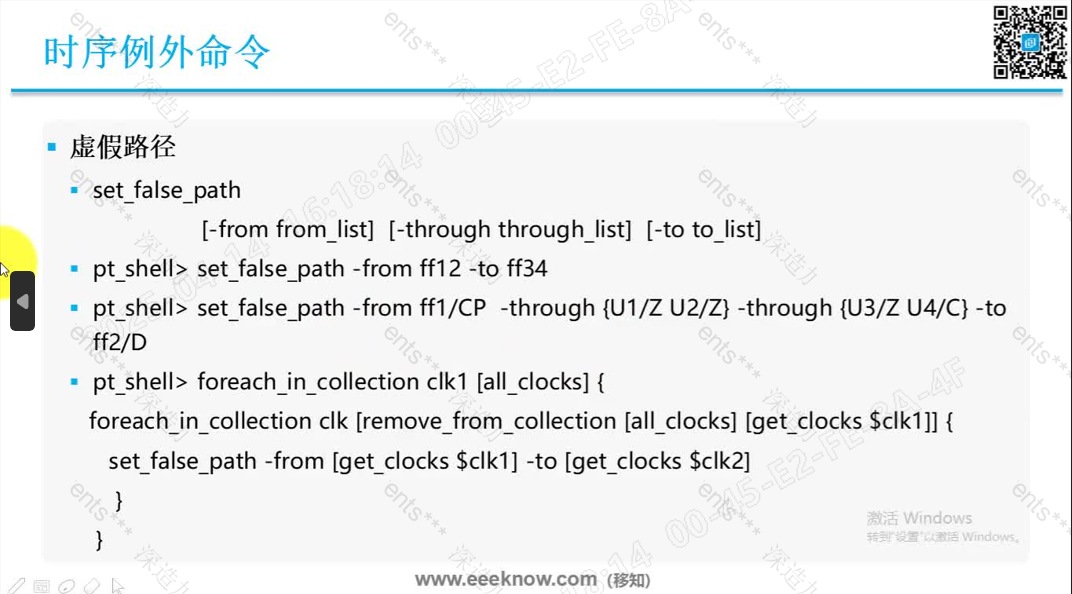 时序例外命令
虚假路径
set_false_path
[-from from_list] [-through through_list] [-to to_list]
pt_shell> set_false_path -from ff12 -to ff34
pt_shell> set_false_path -from ff1/CP -through {U1/Z U2/Z} -through {U3/Z U4/C} -to
ff2/D
pt_shell> foreach_in_collection clk1 [all_clocks] {
foreach_in_collection clk [remove_from_collection [all_clocks] [get_clocks $clk1]] {
set_false_path -from [get_clocks $clk1] -to [get_clocks $clk2]
}
}
激活 Windows
转到"设置"以激活 Windows。
www.eeeknow.com (移知)